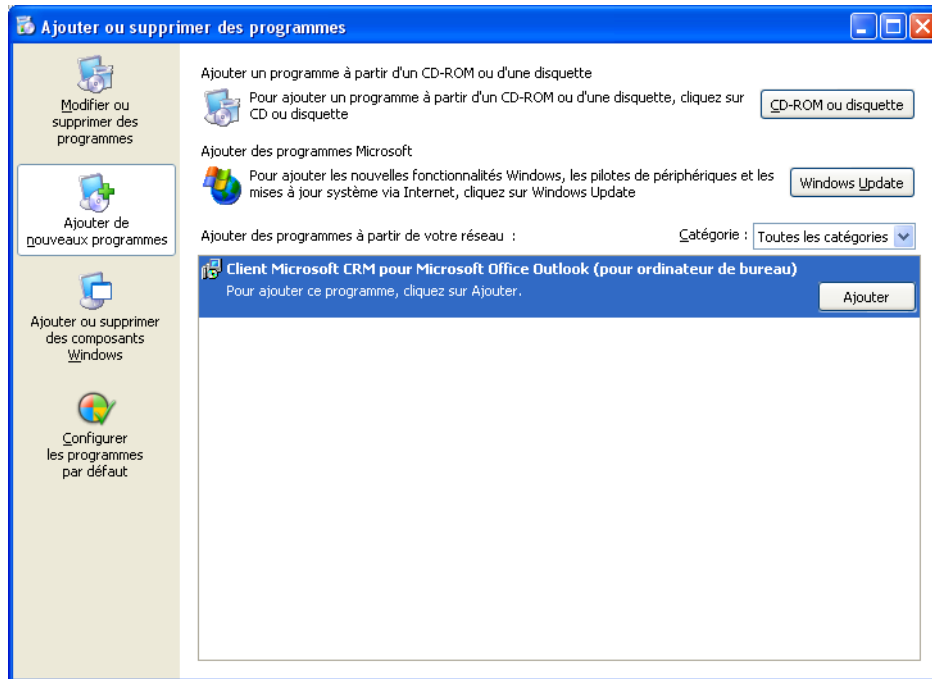 Ajouter ou supprimer des programmes
Modifier ou
supprimer des
programmes
Ajouter de
nouveaux programmes
Ajouter ou supprimer
des composants
Windows
Configurer
les programmes
par défaut
Ajouter un programme à partir d'un CD-ROM ou d'une disquette
Pour ajouter un programme à partir d'un CD-ROM ou d'une disquette, cliquez sur
CD ou disquette
CD-ROM ou disquette
Ajouter des programmes Microsoft
Pour ajouter les nouvelles fonctionnalités Windows, les pilotes de périphériques et les
mises à jour système via Internet, cliquez sur Windows Update
Windows Update
Ajouter des programmes à partir de votre réseau :
Catégorie : Toutes les catégories
Client Microsoft CRM pour Microsoft Office Outlook (pour ordinateur de bureau)
Pour ajouter ce programme, cliquez sur Ajouter.
Ajouter